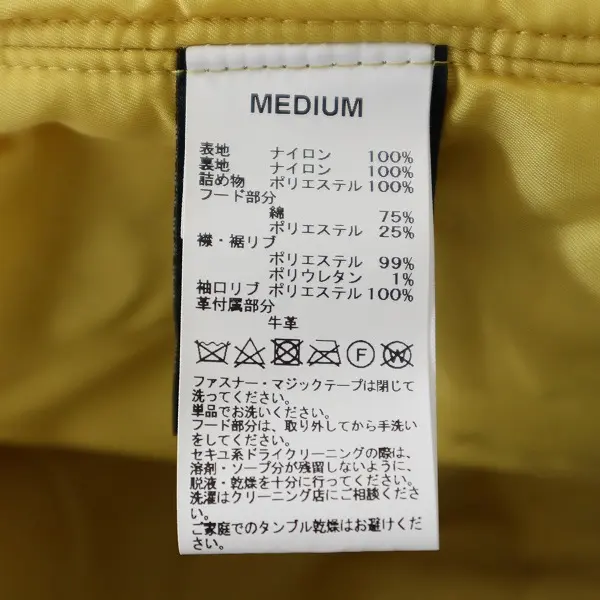 MEDIUM
表地 ナイロン 100%
裏地 ナイロン 100%
詰め物 ポリエステル 100%
フード部分
綿 75%
ポリエステル 25%
襟・裾リブ
ポリエステル 99%
ポリウレタン 1%
袖口リブ ポリエステル 100%
革付属部分
牛革
F W
ファスナー・マジックテープは閉じて
洗ってください。
単品でお洗いください。
フード部分は、取り外してから手洗い
をしてください。
セキユ系ドライクリーニングの際は、
溶剤・ソープ分が残留しないように、
脱液・乾燥を十分に行ってください。
洗濯はクリーニング店にご相談くださ
い。
ご家庭でのタンブル乾燥はお避けくだ
さい。